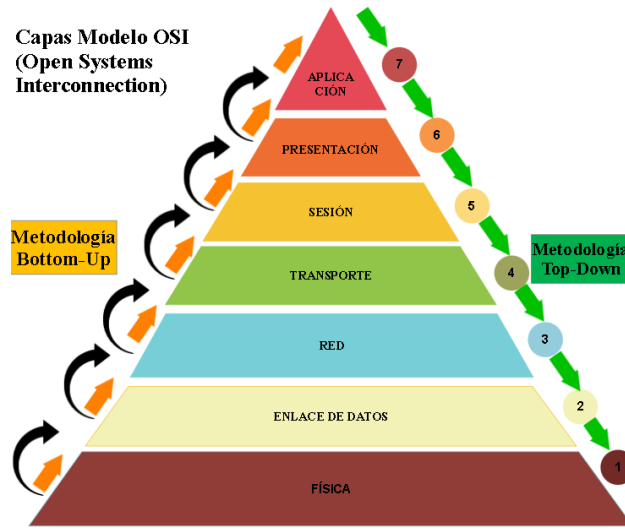 Capas Modelo OSI
(Open Systems
Interconnection)
APLICA
CIÓN
7
PRESENTACIÓN
6
SESIÓN
5
Metodología
Bottom-Up
TRANSPORTE
4
Metodología
Top-Down
RED
3
ENLACE DE DATOS
2
FÍSICA
1